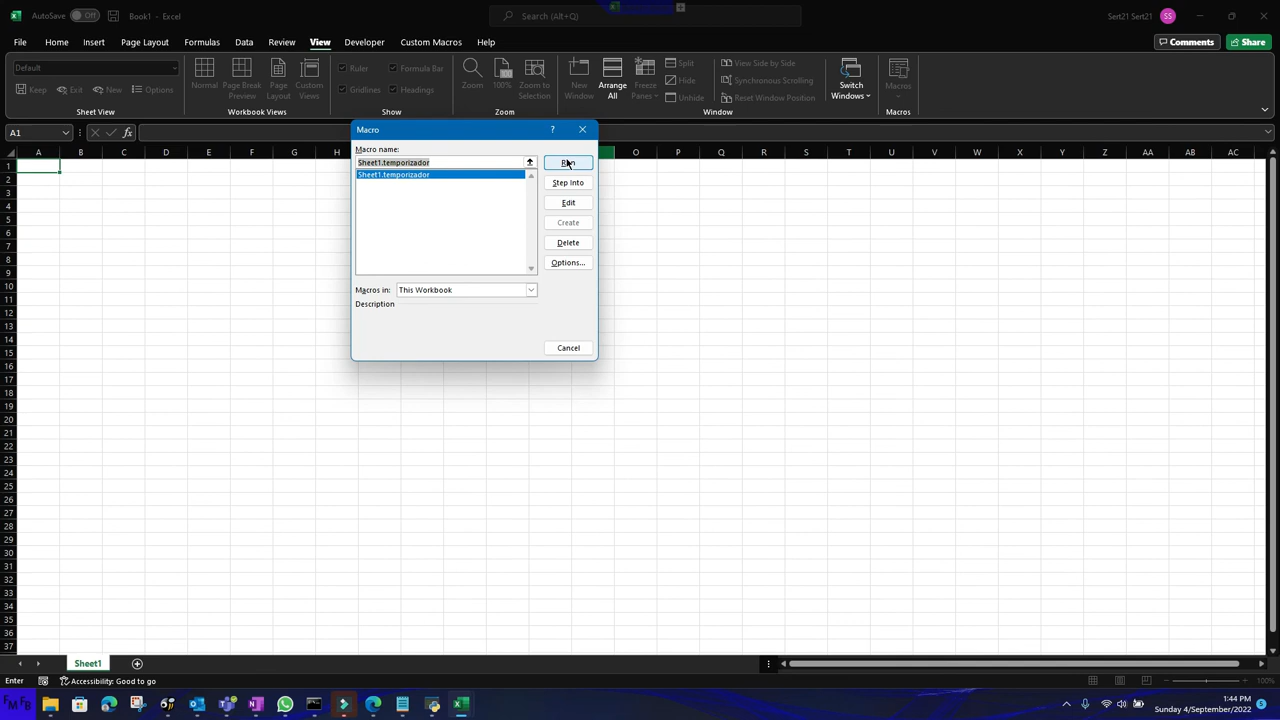 AutoSave Off Book1 - Excel Search (Alt+Q) Sert21 Sert21 SS
File Home Insert Page Layout Formulas Data Review View Developer Custom Macros Help Comments Share
Default
Keep Exit New Options
Sheet View
Normal Page Break Preview Page Layout Custom Views
Workbook Views
Ruler Formula Bar
Gridlines Headings
Show
Zoom 100% Zoom to Selection
Zoom
New Window Arrange All Freeze Panes
Split
Hide
Unhide
View Side by Side
Synchronous Scrolling
Reset Window Position
Switch Windows
Window
Macros
Macros
A1 fx
A B C D E F G H O P Q R S T U V W X Y Z AA AB AC
1
2
3
4
5
6
7
8
9
10
11
12
13
14
15
16
17
18
19
20
21
22
23
24
25
26
27
28
29
30
31
32
33
34
35
36
37
Macro ?
Macro name:
Sheet1.temporizador
Sheet1.temporizador
Run
Step Into
Edit
Create
Delete
Options...
Macros in: This Workbook
Description
Cancel
Sheet1
Enter Accessibility: Good to go 100%
1:44 PM
Sunday 4/September/2022